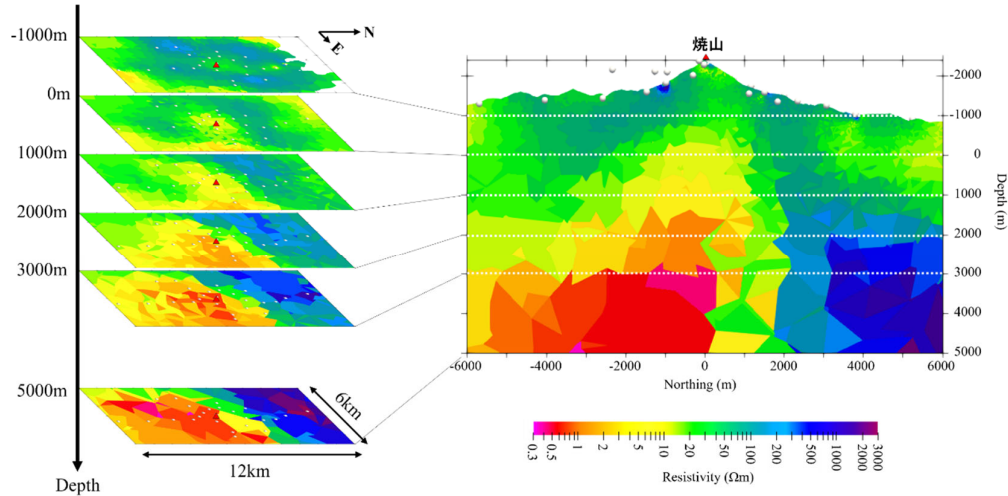 -1000m
0m
1000m
2000m
3000m
5000m
Depth
N
E
6km
12km
焼山
-2000
-1000
0
1000
2000
3000
4000
5000
Depth (m)
-6000 -4000 -2000 0 2000 4000 6000
Northing (m)
0.3 0.5 1 2 5 10 20 50 100 200 500 1000 3000
Resistivity (Ωm)